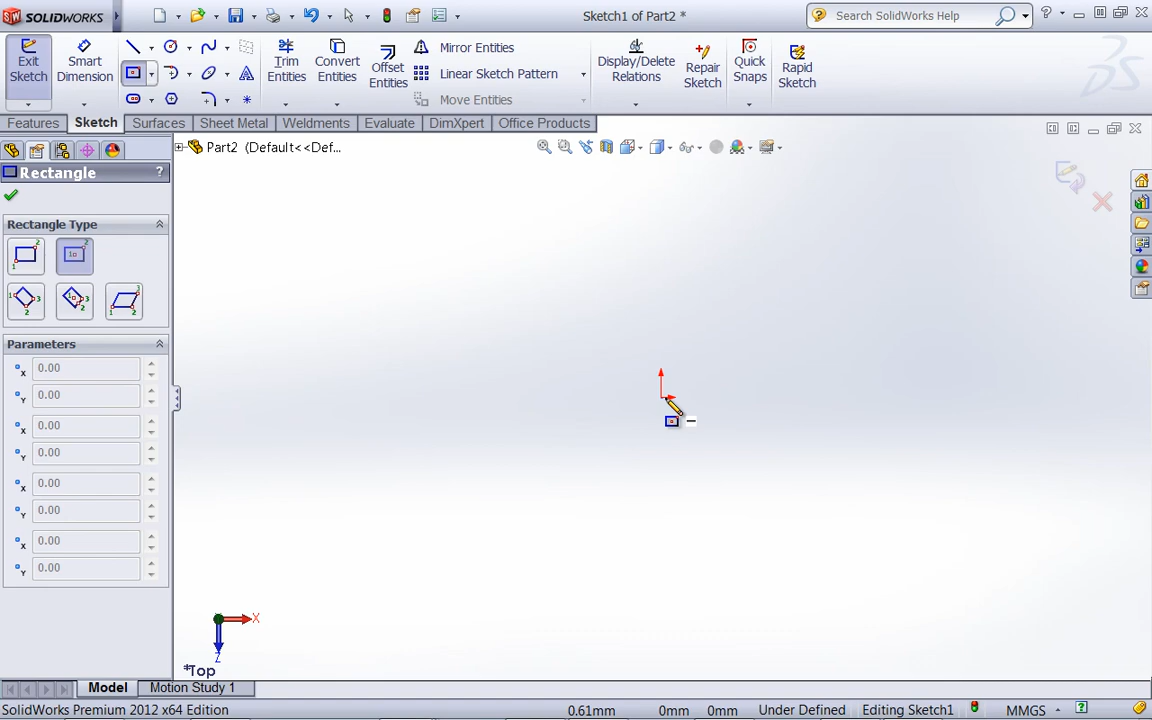 SOLIDWORKS
Sketch1 of Part2 *
Search SolidWorks Help
Exit Sketch
Smart Dimension
Trim Entities
Convert Entities
Offset Entities
Mirror Entities
Linear Sketch Pattern
Move Entities
Display/Delete Relations
Repair Sketch
Quick Snaps
Rapid Sketch
Features
Sketch
Surfaces
Sheet Metal
Weldments
Evaluate
DimXpert
Office Products
Part2 (Default<<Def...
Rectangle
?
Rectangle Type
Parameters
X 0.00
Y 0.00
X 0.00
Y 0.00
X 0.00
Y 0.00
X 0.00
Y 0.00
X
Z
*Top
Model
Motion Study 1
SolidWorks Premium 2012 x64 Edition
0.61mm
0mm
0mm
Under Defined
Editing Sketch1
MMGS